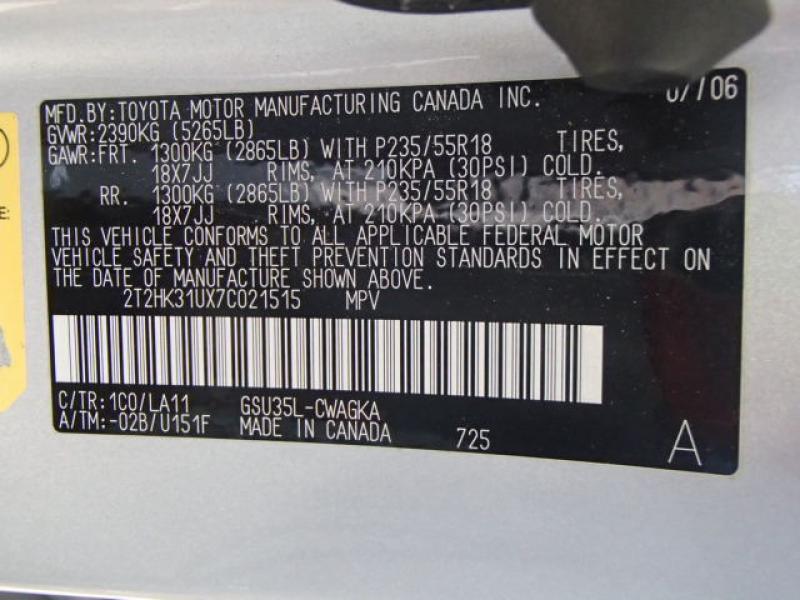 MFD.BY:TOYOTA MOTOR MANUFACTURING CANADA INC. 07/06
GVWR:2390KG (5265LB)
GAWR:FRT. 1300KG (2865LB) WITH P235/55R18 TIRES,
18X7JJ RIMS, AT 210KPA (30PSI) COLD.
RR. 1300KG (2865LB) WITH P235/55R18 TIRES,
18X7JJ RIMS, AT 210KPA (30PSI) COLD.
THIS VEHICLE CONFORMS TO ALL APPLICABLE FEDERAL MOTOR
VEHICLE SAFETY AND THEFT PREVENTION STANDARDS IN EFFECT ON
THE DATE OF MANUFACTURE SHOWN ABOVE.
2T2HK31UX7C021515 MPV
C/TR:1C0/LA11 GSU35L-CWAGKA
A/TM:-02B/U151F MADE IN CANADA 725 A